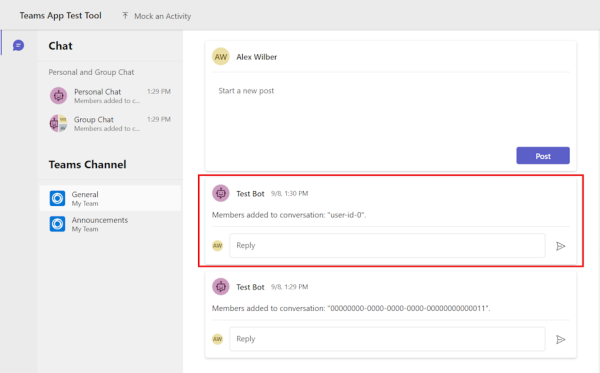 Teams App Test Tool
Mock an Activity
Chat
Personal and Group Chat
Personal Chat 1:29 PM
Members added to c...
Group Chat 1:29 PM
Members added to c...
Teams Channel
General
My Team
Announcements
My Team
AW Alex Wilber
Start a new post
Post
Test Bot 9/8, 1:30 PM
Members added to conversation: "user-id-0".
AW Reply
Test Bot 9/8, 1:29 PM
Members added to conversation: "00000000-0000-0000-0000-00000000000011".
AW Reply